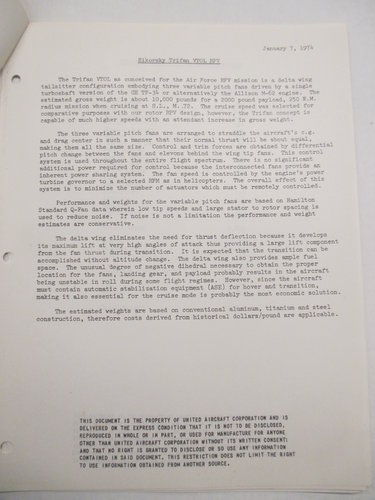 January 7, 1974
Sikorsky Trifan VTOL RPV
The Trifan VTOL as conceived for the Air Force RPV mission is a delta wing
tailsitter configuration embodying three variable pitch fans driven by a single
turboshaft version of the GE TF-34 or alternatively the Allison M-62 engine. The
estimated gross weight is about 10,000 pounds for a 2000 pound payload, 250 N.M.
radius mission when cruising at S.L., M .72. The cruise speed was selected for
comparative purposes with our rotor RPV design, however, the Trifan concept is
capable of much higher speeds with an attendant increase in gross weight.
The three variable pitch fans are arranged to straddle the aircraft's c.g.
and drag center in such a manner that their normal thrust will be about equal,
making them all the same size. Control and trim forces are obtained by differential
pitch change between the fans and elevons behind the wing tip fans. This control
system is used throughout the entire flight spectrum. There is no significant
additional power required for control because the interconnected fans provide an
inherent power sharing system. The fan speed is controlled by the engine's power
turbine governor to a selected RPM as in helicopters. The overall effect of this
system is to minimize the number of actuators which must be remotely controlled.
Performance and weights for the variable pitch fans are based on Hamilton
Standard Q-Fan data wherein low tip speeds and large stator to rotor spacing is
used to reduce noise. If noise is not a limitation the performance and weight
estimates are conservative.
The delta wing eliminates the need for thrust deflection because it develops
maximum lift at very high angles of attack thus providing a large lift component
from the fan thrust during transition. It is expected that the transition can be
accomplished without altitude change. The delta wing also provides ample fuel
space. The unusual degree of negative dihedral necessary to obtain the proper
location for the fans, landing gear, and payload probably results in the aircraft
being unstable in roll during some flight regimes. However, since the aircraft
must contain automatic stabilization equipment (ASE) for hover and transition,
making it also essential for the cruise mode is probably the most economic solution.
The estimated weights are based on conventional aluminum, titanium and steel
construction, therefore costs derived from historical dollars/pound are applicable.
THIS DOCUMENT IS THE PROPERTY OF UNITED AIRCRAFT CORPORATION AND IS
DELIVERED ON THE EXPRESS CONDITION THAT IT IS NOT TO BE DISCLOSED,
REPRODUCED IN WHOLE OR IN PART, OR USED FOR MANUFACTURE FOR ANYONE
OTHER THAN UNITED AIRCRAFT CORPORATION WITHOUT ITS WRITTEN CONSENT;
AND THAT NO RIGHT IS GRANTED TO DISCLOSE OR SO USE ANY INFORMATION
CONTAINED IN SAID DOCUMENT. THIS RESTRICTION DOES NOT LIMIT THE RIGHT
TO USE INFORMATION OBTAINED FROM ANOTHER SOURCE.